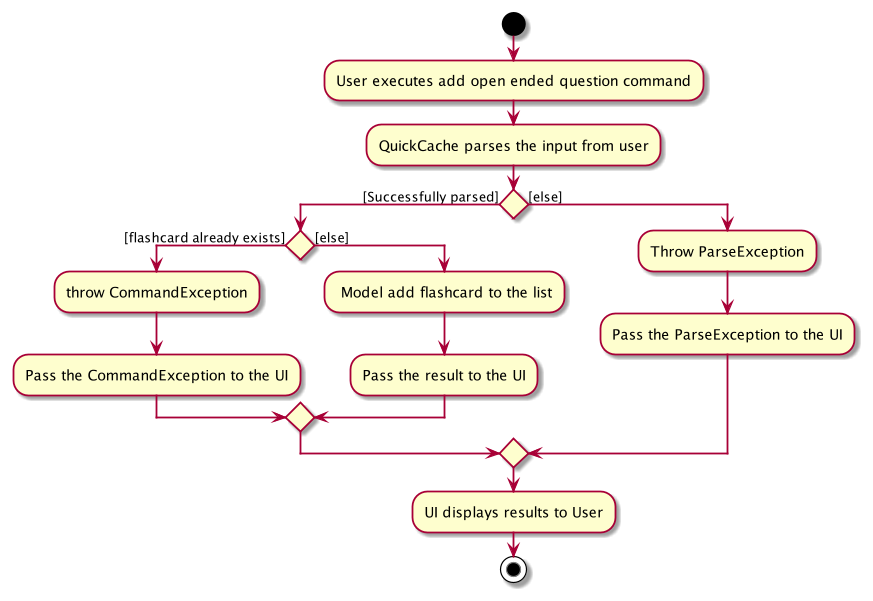 User executes add open ended question command
QuickCache parses the input from user
[Successfully parsed]
[else]
[flashcard already exists]
[else]
Throw ParseException
throw CommandException
Model add flashcard to the list
Pass the ParseException to the UI
Pass the CommandException to the UI
Pass the result to the UI
UI displays results to User